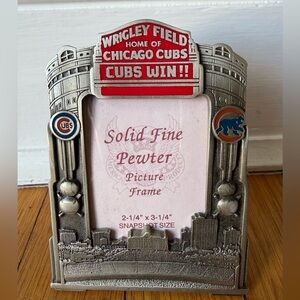 WRIGLEY FIELD
HOME OF
CHICAGO CUBS
CUBS WIN!!
CUBS
Solid Fine
Pewter
Picture
Frame
2-1/4" x 3-1/4"
SNAPSHOT SIZE